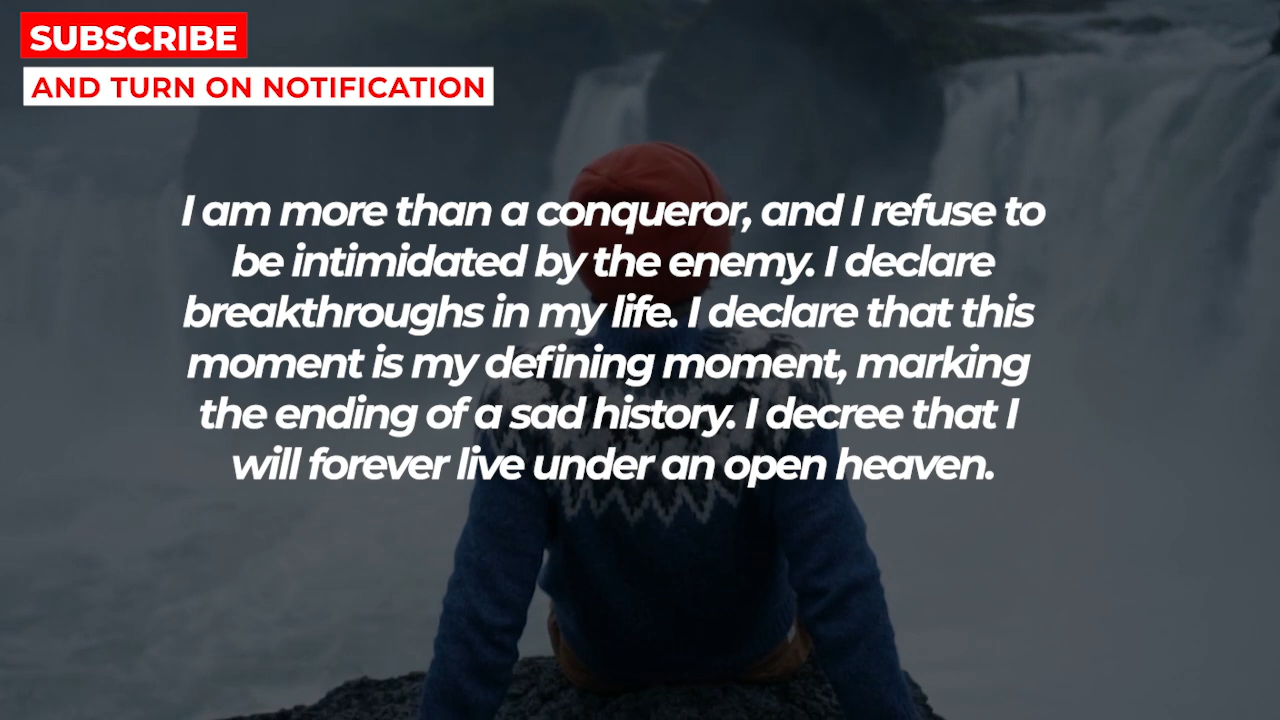 SUBSCRIBE
AND TURN ON NOTIFICATION
I am more than a conqueror, and I refuse to
be intimidated by the enemy. I declare
breakthroughs in my life. I declare that this
moment is my defining moment, marking
the ending of a sad history. I decree that I
will forever live under an open heaven.